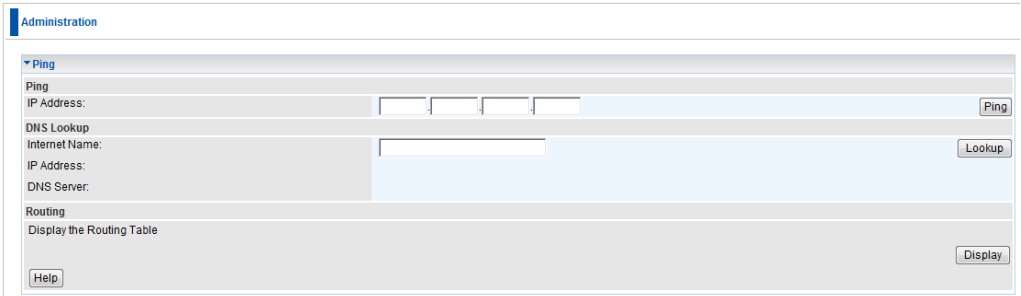 Administration
Ping
Ping
IP Address: . . . Ping
DNS Lookup
Internet Name: Lookup
IP Address:
DNS Server:
Routing
Display the Routing Table
Display
Help